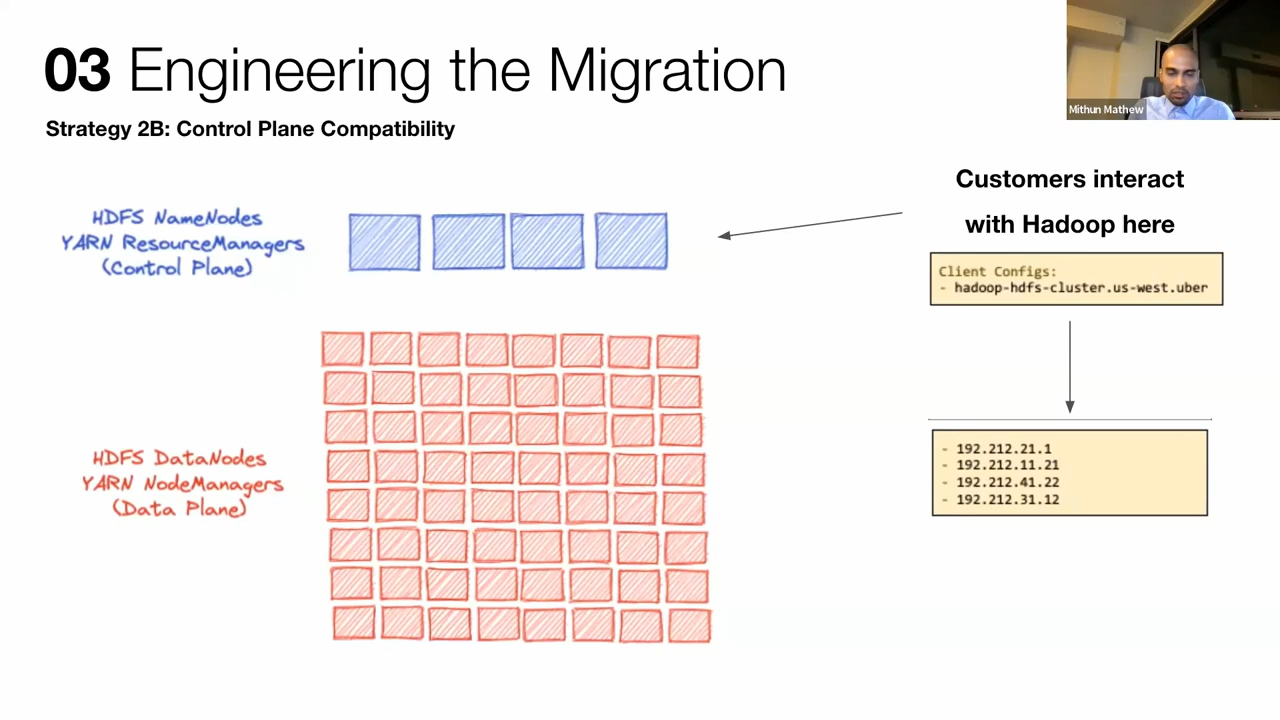 03 Engineering the Migration
Strategy 2B: Control Plane Compatibility
Mithun Mathew
HDFS NameNodes
YARN ResourceManagers
(Control Plane)
Customers interact
with Hadoop here
Client Configs:
- hadoop-hdfs-cluster.us-west.uber
HDFS DataNodes
YARN NodeManagers
(Data Plane)
- 192.212.21.1
- 192.212.11.21
- 192.212.41.22
- 192.212.31.12